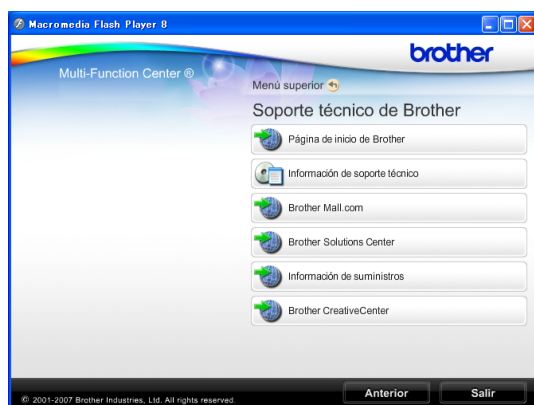 Macromedia Flash Player 8
brother
Multi-Function Center ®
Menú superior
Soporte técnico de Brother
Página de inicio de Brother
Información de soporte técnico
Brother Mall.com
Brother Solutions Center
Información de suministros
Brother CreativeCenter
© 2001-2007 Brother Industries, Ltd. All rights reserved.
Anterior
Salir